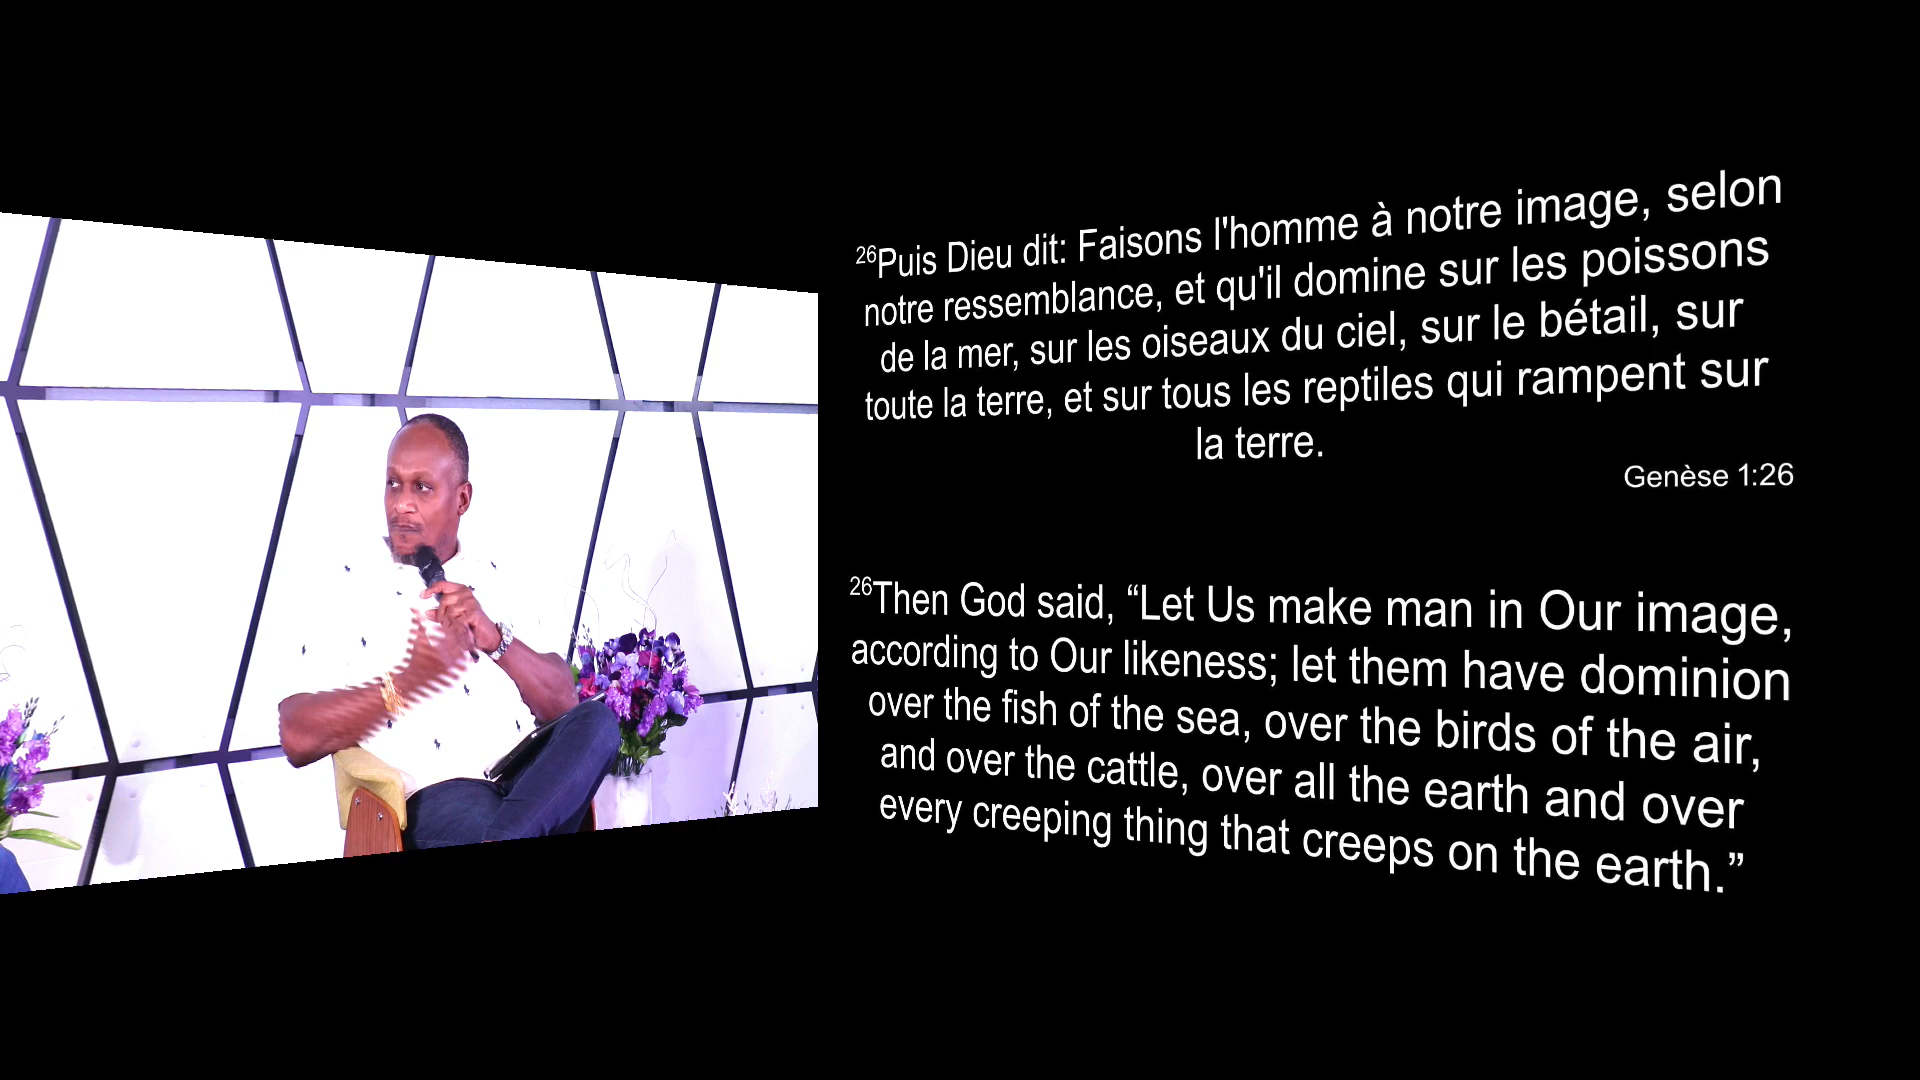 26Puis Dieu dit: Faisons l'homme à notre image, selon
notre ressemblance, et qu'il domine sur les poissons
de la mer, sur les oiseaux du ciel, sur le bétail, sur
toute la terre, et sur tous les reptiles qui rampent sur
la terre.
Genèse 1:26
26Then God said, “Let Us make man in Our image,
according to Our likeness; let them have dominion
over the fish of the sea, over the birds of the air,
and over the cattle, over all the earth and over
every creeping thing that creeps on the earth.”